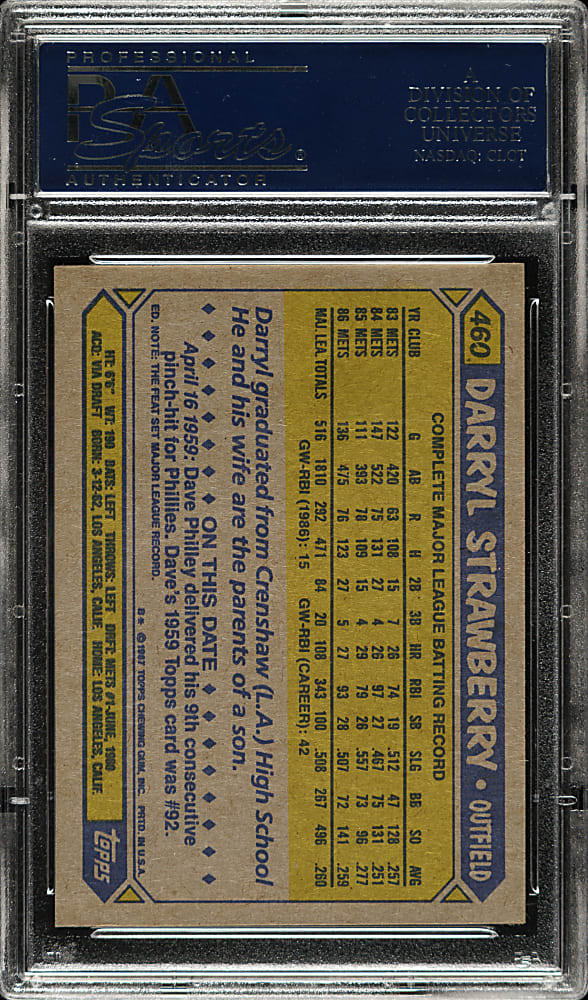 PROFESSIONAL
PSA
Sports
AUTHENTICATOR
A
DIVISION OF
COLLECTORS
UNIVERSE
NASDAQ: CLCT
460 DARRYL STRAWBERRY • OUTFIELD
COMPLETE MAJOR LEAGUE BATTING RECORD
YR CLUB G AB R H 2B 3B HR RBI SB SLG BB SO AVG
83 METS 122 420 63 108 15 7 26 74 19 .512 47 128 .257
84 METS 147 522 75 131 27 4 26 97 27 .467 75 131 .251
85 METS 111 393 78 109 15 4 29 79 26 .557 73 96 .277
86 METS 136 475 76 123 27 5 27 93 28 .507 72 141 .259
MAJ. LEA. TOTALS 516 1810 292 471 84 20 108 343 100 .508 267 496 .260
GW-RBI (1986): 15 GW-RBI (CAREER): 42
Darryl graduated from Crenshaw (L.A.) High School
He and his wife are the parents of a son.
ON THIS DATE
April 16 1959: Dave Philley delivered his 9th consecutive
pinch-hit for Phillies. Dave's 1959 Topps card was #92.
ED. NOTE: THE FEAT SET MAJOR LEAGUE RECORD.
B* ©1987 TOPPS CHEWING GUM, INC. PRTD. IN U.S.A.
HT: 6'6" WT: 190 BATS: LEFT THROWS: LEFT DRFT: METS #1-JUNE, 1980
ACQ: VIA DRAFT BORN: 3-12-62, LOS ANGELES, CALIF. HOME: LOS ANGELES, CALIF.
TOPPS